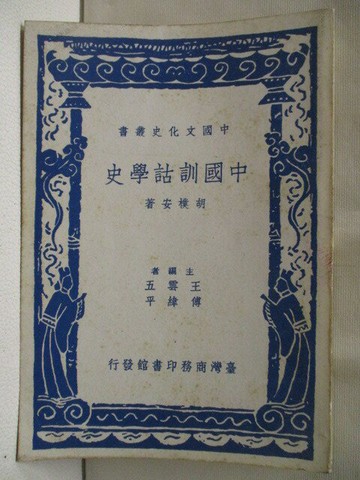 中國文化史叢書
中國訓詁學史
胡樸安著
主編者
王雲五
傅緯平
臺灣商務印書館發行